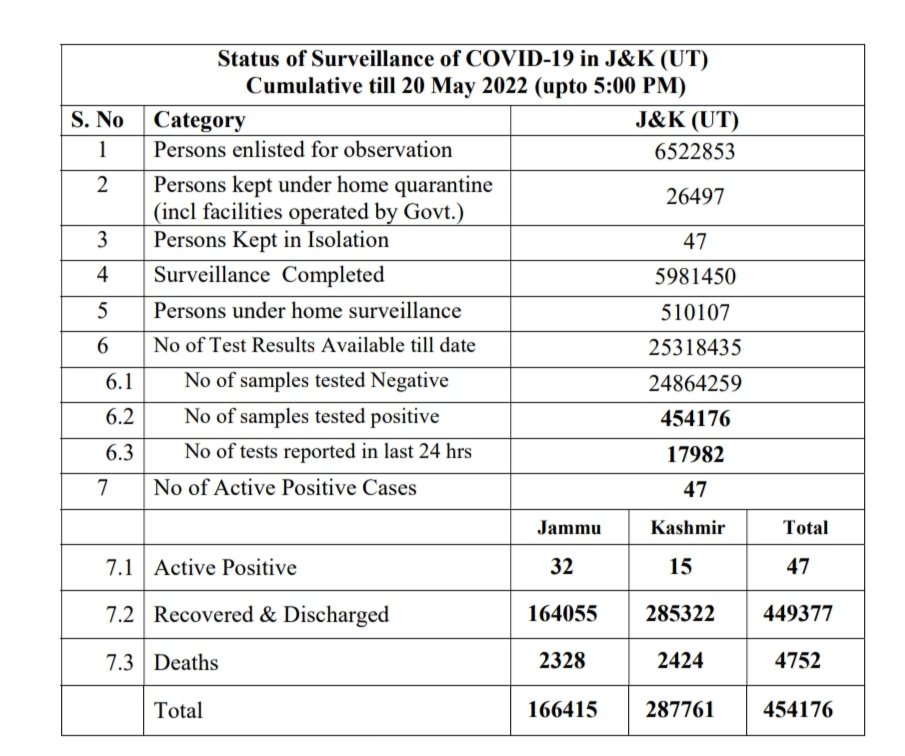 Status of Surveillance of COVID-19 in J&K (UT)
Cumulative till 20 May 2022 (upto 5:00 PM)
S. No Category J&K (UT)
1 Persons enlisted for observation 6522853
2 Persons kept under home quarantine
(incl facilities operated by Govt.) 26497
3 Persons Kept in Isolation 47
4 Surveillance Completed 5981450
5 Persons under home surveillance 510107
6 No of Test Results Available till date 25318435
6.1 No of samples tested Negative 24864259
6.2 No of samples tested positive 454176
6.3 No of tests reported in last 24 hrs 17982
7 No of Active Positive Cases 47
Jammu Kashmir Total
7.1 Active Positive 32 15 47
7.2 Recovered & Discharged 164055 285322 449377
7.3 Deaths 2328 2424 4752
Total 166415 287761 454176